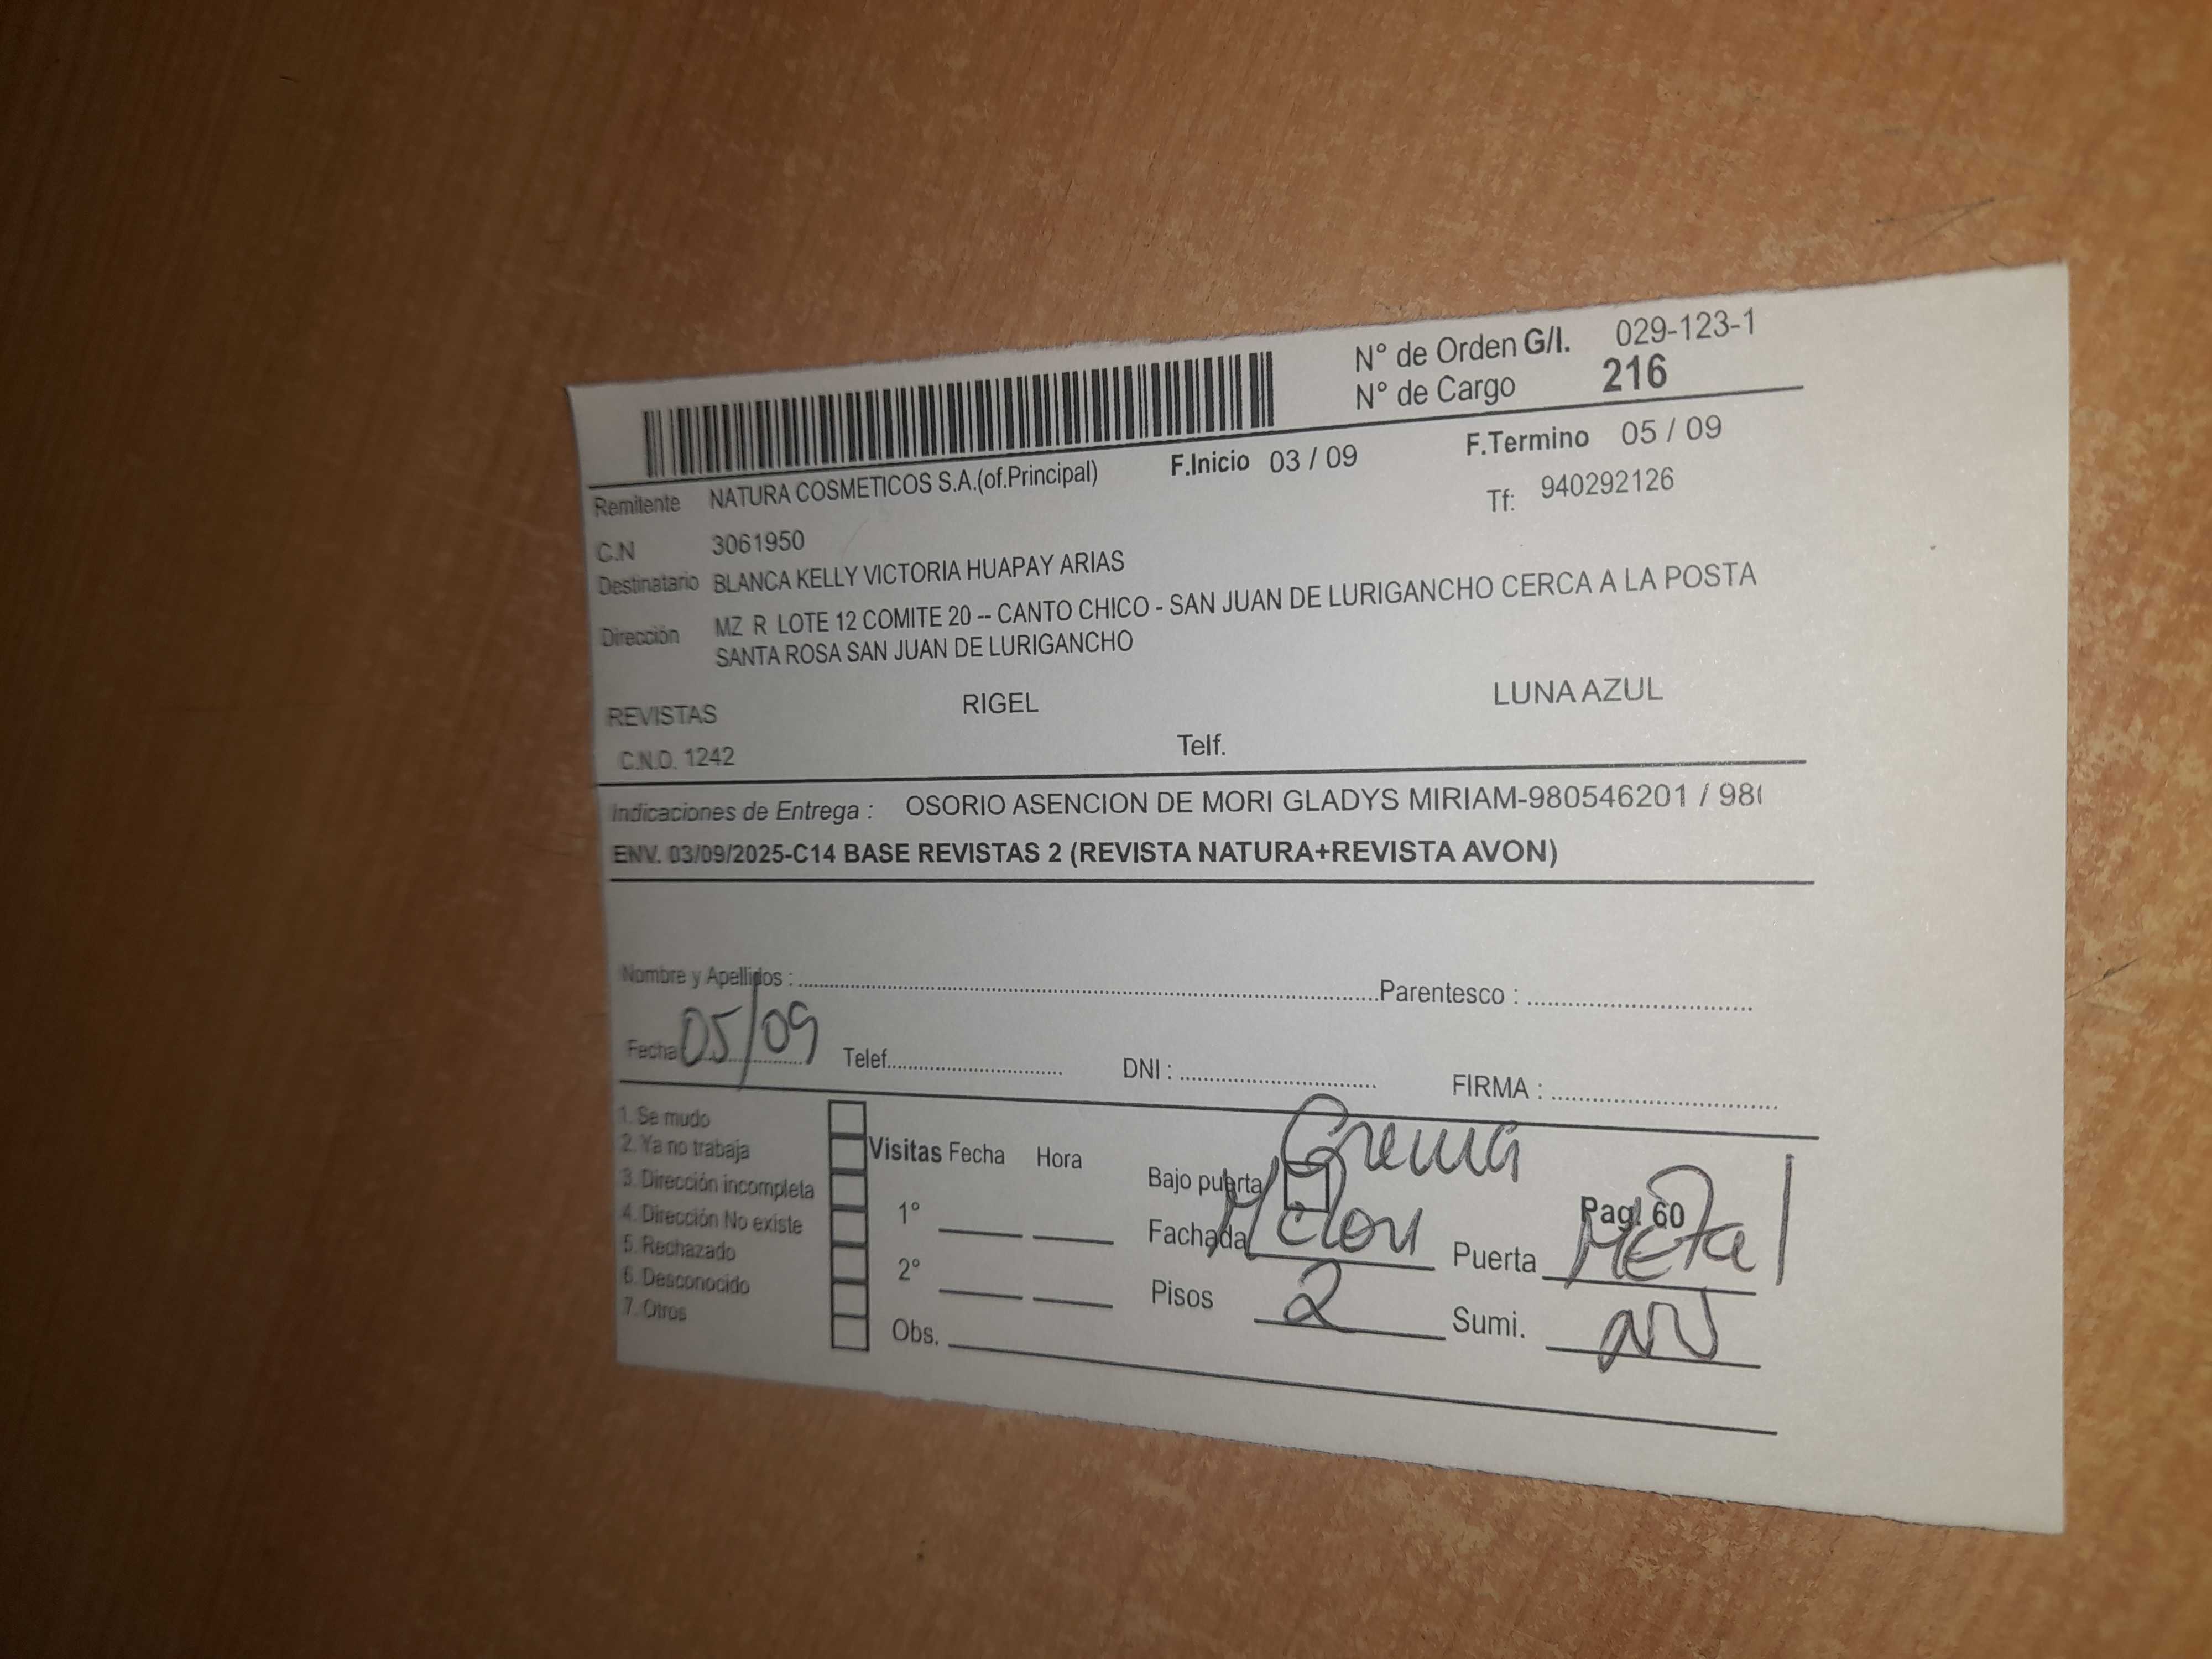 N° de Orden G/I. 029-123-1
N° de Cargo 216
Remitente NATURA COSMETICOS S.A.(of.Principal) F.Inicio 03 / 09 F.Termino 05 / 09
C.N 3061950 Tf: 940292126
Destinatario BLANCA KELLY VICTORIA HUAPAY ARIAS
Dirección MZ R LOTE 12 COMITE 20 -- CANTO CHICO - SAN JUAN DE LURIGANCHO CERCA A LA POSTA
SANTA ROSA SAN JUAN DE LURIGANCHO
REVISTAS RIGEL LUNA AZUL
C.N.O. 1242 Telf.
Indicaciones de Entrega : OSORIO ASENCION DE MORI GLADYS MIRIAM-980546201 / 98
ENV. 03/09/2025-C14 BASE REVISTAS 2 (REVISTA NATURA+REVISTA AVON)
Nombre y Apellidos : Parentesco :
Fecha 05/09 Telef. DNI : FIRMA :
1. Se mudo
2. Ya no trabaja
3. Dirección incompleta
4. Dirección No existe
5. Rechazado
6. Desconocido
7. Otros
Visitas Fecha Hora
1°
2°
Obs.
Crema
Bajo puerta Pag! 60
Fachada Melon Puerta Metal
Pisos 2 Sumi.